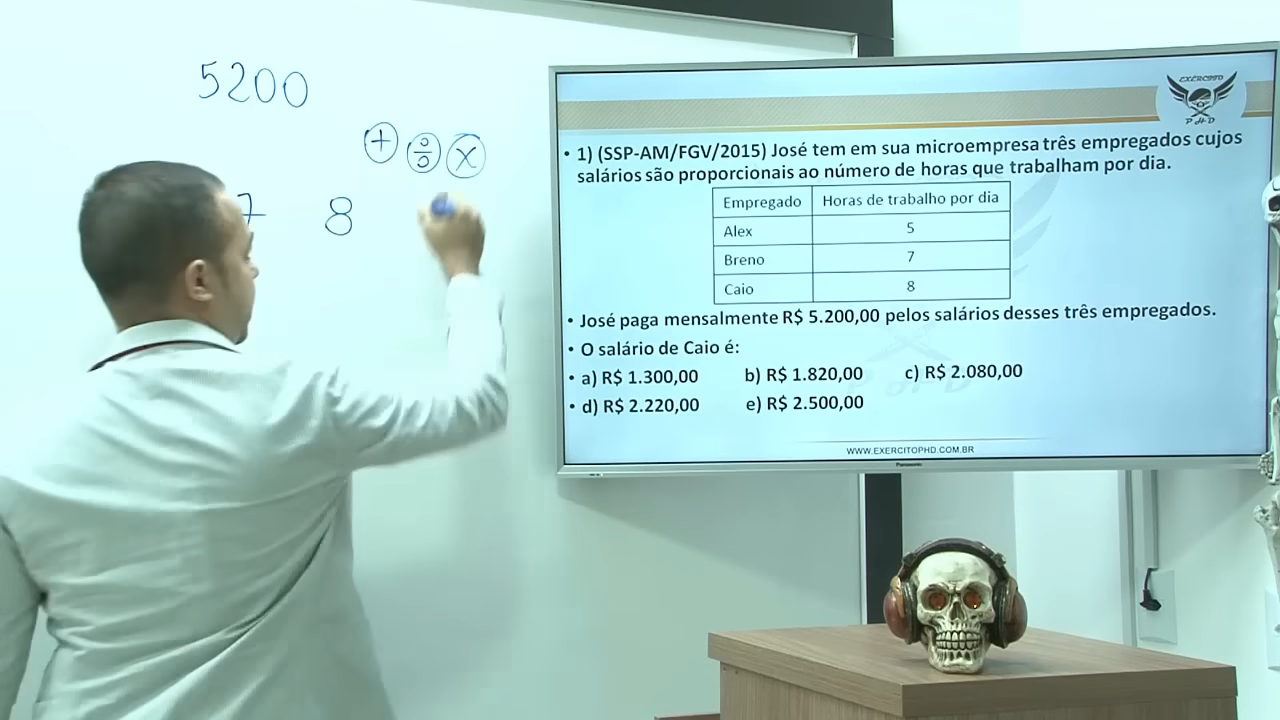 5200
+ ÷ x
7 8
EXÉRCITO
PHD
• 1) (SSP-AM/FGV/2015) José tem em sua microempresa três empregados cujos
salários são proporcionais ao número de horas que trabalham por dia.
Empregado Horas de trabalho por dia
Alex 5
Breno 7
Caio 8
• José paga mensalmente R$ 5.200,00 pelos salários desses três empregados.
• O salário de Caio é:
• a) R$ 1.300,00 b) R$ 1.820,00 c) R$ 2.080,00
• d) R$ 2.220,00 e) R$ 2.500,00
WWW.EXERCITOPHD.COM.BR
Panasonic